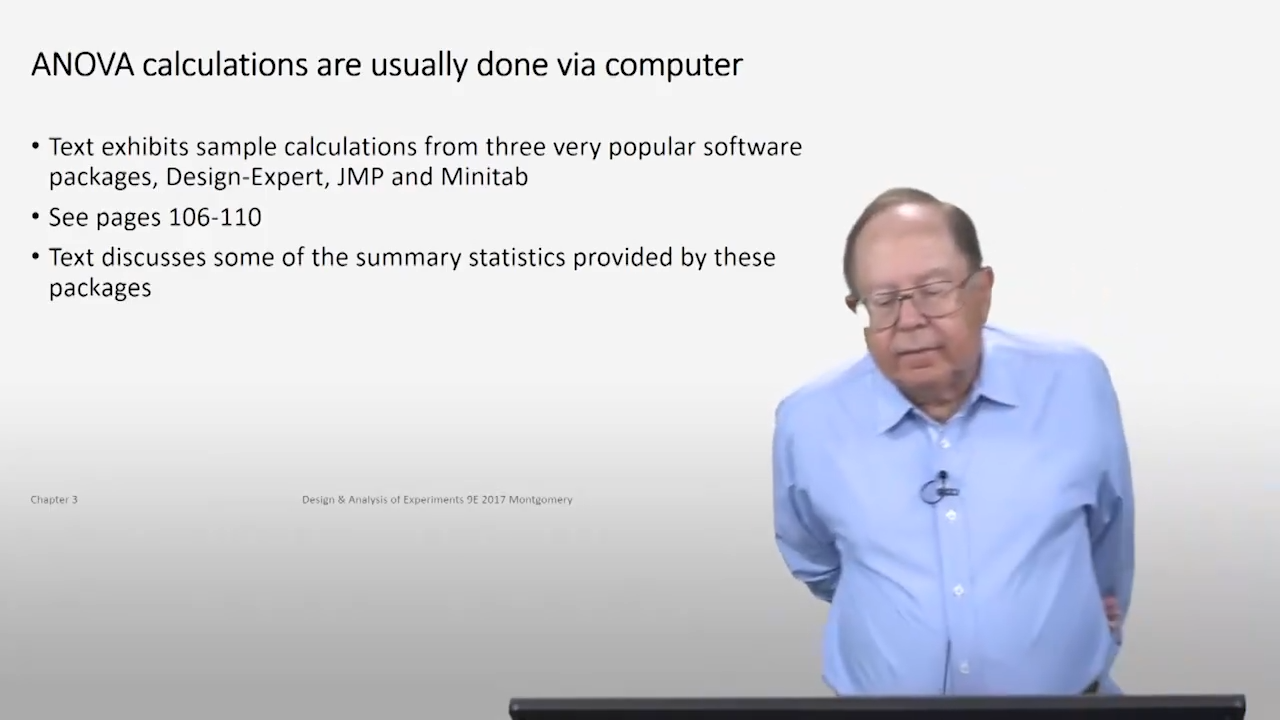 ANOVA calculations are usually done via computer
• Text exhibits sample calculations from three very popular software
packages, Design-Expert, JMP and Minitab
• See pages 106-110
• Text discusses some of the summary statistics provided by these
packages
Chapter 3
Design & Analysis of Experiments 9E 2017 Montgomery